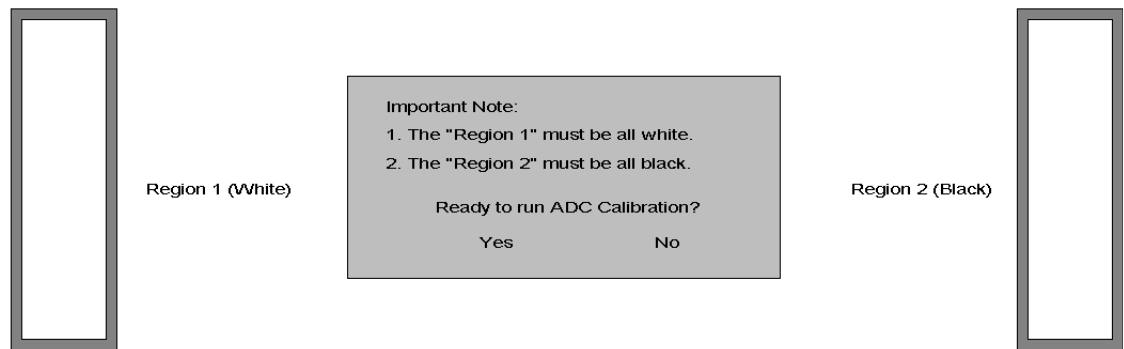 Important Note:
1. The "Region 1" must be all white.
2. The "Region 2" must be all black.
Region 1 (White)
Region 2 (Black)
Ready to run ADC Calibration?
Yes No